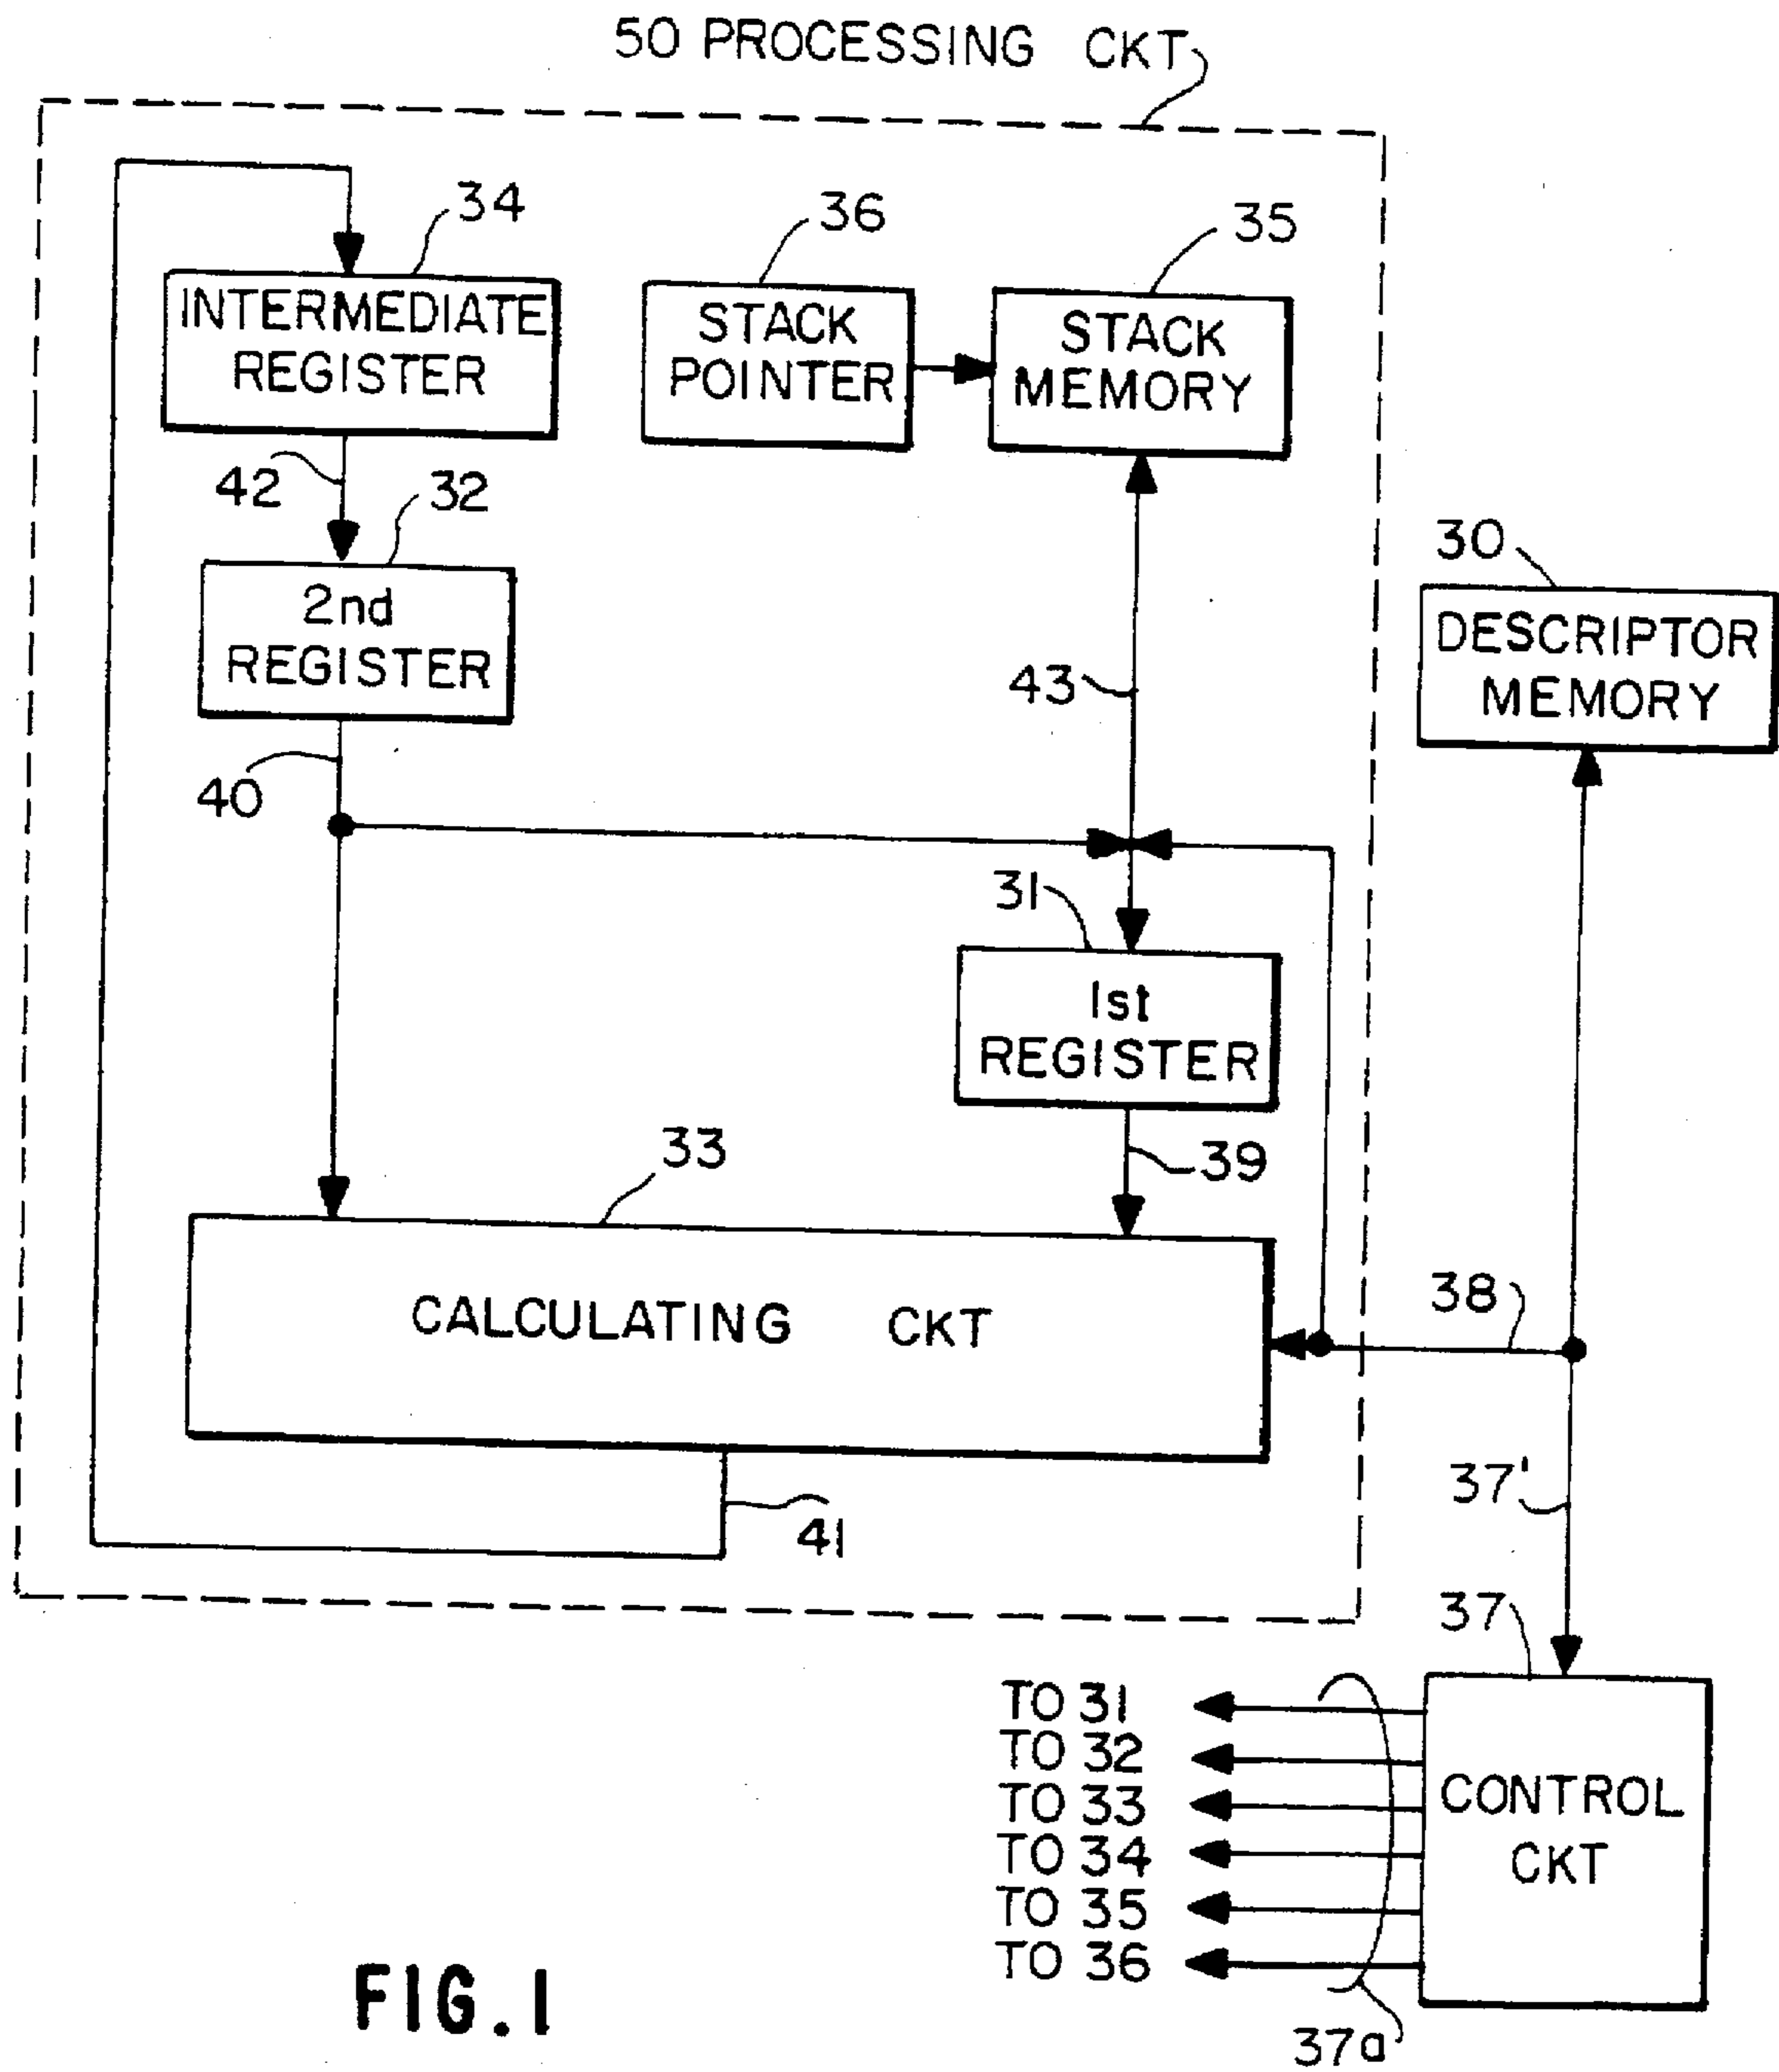 50 PROCESSING CKT
34
36
35
INTERMEDIATE
REGISTER
STACK
POINTER
STACK
MEMORY
42
32
30
2nd
REGISTER
DESCRIPTOR
MEMORY
43
40
31
1st
REGISTER
33
39
CALCULATING CKT
38
41
37'
37
TO 31
TO 32
TO 33
TO 34
TO 35
TO 36
CONTROL
CKT
37a
FIG. 1